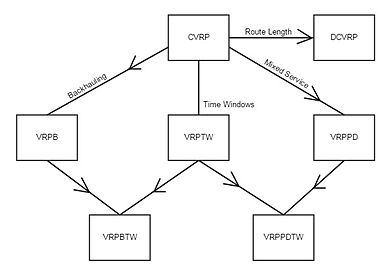 CVRP
Route Length
DCVRP
Backhauling
Mixed Service
Time Windows
VRPB
VRPTW
VRPPD
VRPBTW
VRPPDTW